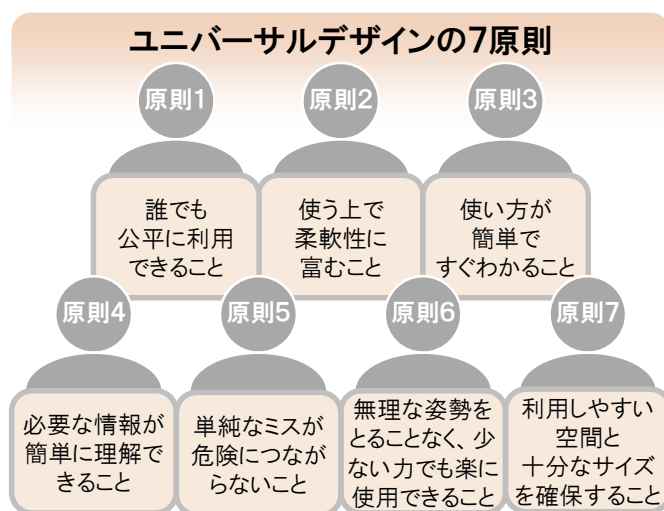 ユニバーサルデザインの7原則
原則1
誰でも
公平に利用
できること
原則2
使う上で
柔軟性に
富むこと
原則3
使い方が
簡単で
すぐわかること
原則4
必要な情報が
簡単に理解で
きること
原則5
単純なミスが
危険につなが
らないこと
原則6
無理な姿勢を
とることなく、少
ない力でも楽に
使用できること
原則7
利用しやすい
空間と
十分なサイズ
を確保すること